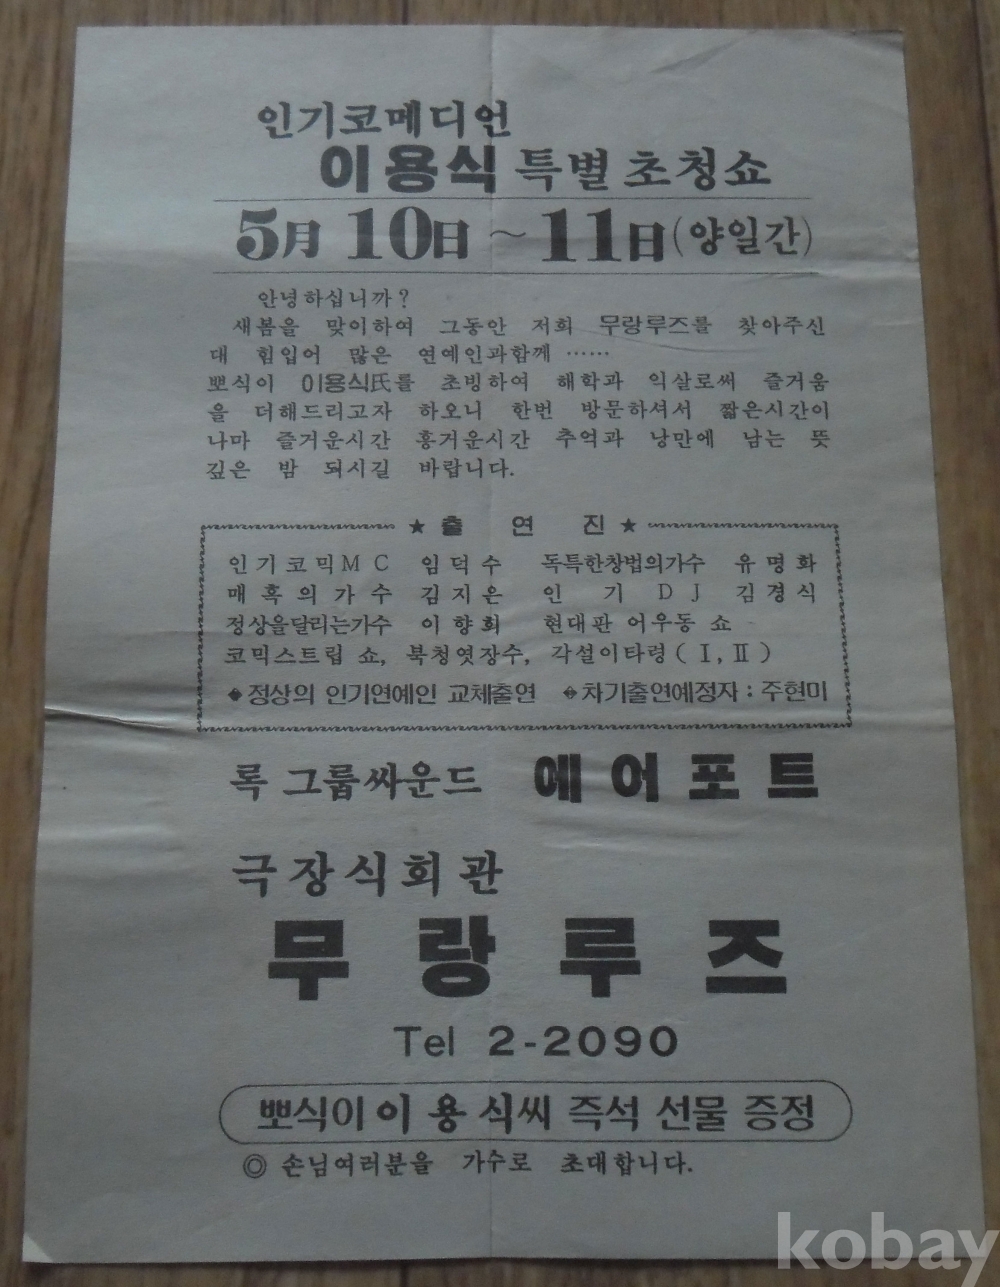 인기코메디언
이용식 특별 초청쇼
5月 10日 ~ 11日 (양일간)
안녕하십니까?
새봄을 맞이하여 그동안 저희 무랑루즈를 찾아주신
대 힘입어 많은 연예인과함께 ……
뽀식이 이용식氏를 초빙하여 해학과 익살로써 즐거움
을 더해드리고자 하오니 한번 방문하셔서 짧은시간이
나마 즐거운시간 흥거운시간 추억과 낭만에 남는 뜻
깊은 밤 되시길 바랍니다.
★ 출 연 진 ★
인기코믹MC 임덕수 독특한창법의가수 유명화
매혹의가수 김지은 인 기 DJ 김경식
정상을달리는가수 이향희 현대판 어우동 쇼
코믹스트립 쇼, 북청엿장수, 각설이타령 (Ⅰ,Ⅱ)
◆ 정상의 인기연예인 교체출연 ◆ 차기출연예정자 : 주현미
록 그룹싸운드 에어포트
극장식회관
무랑루즈
Tel 2-2090
뽀식이 이용식씨 즉석 선물 증정
◎ 손님여러분을 가수로 초대합니다.
kobay